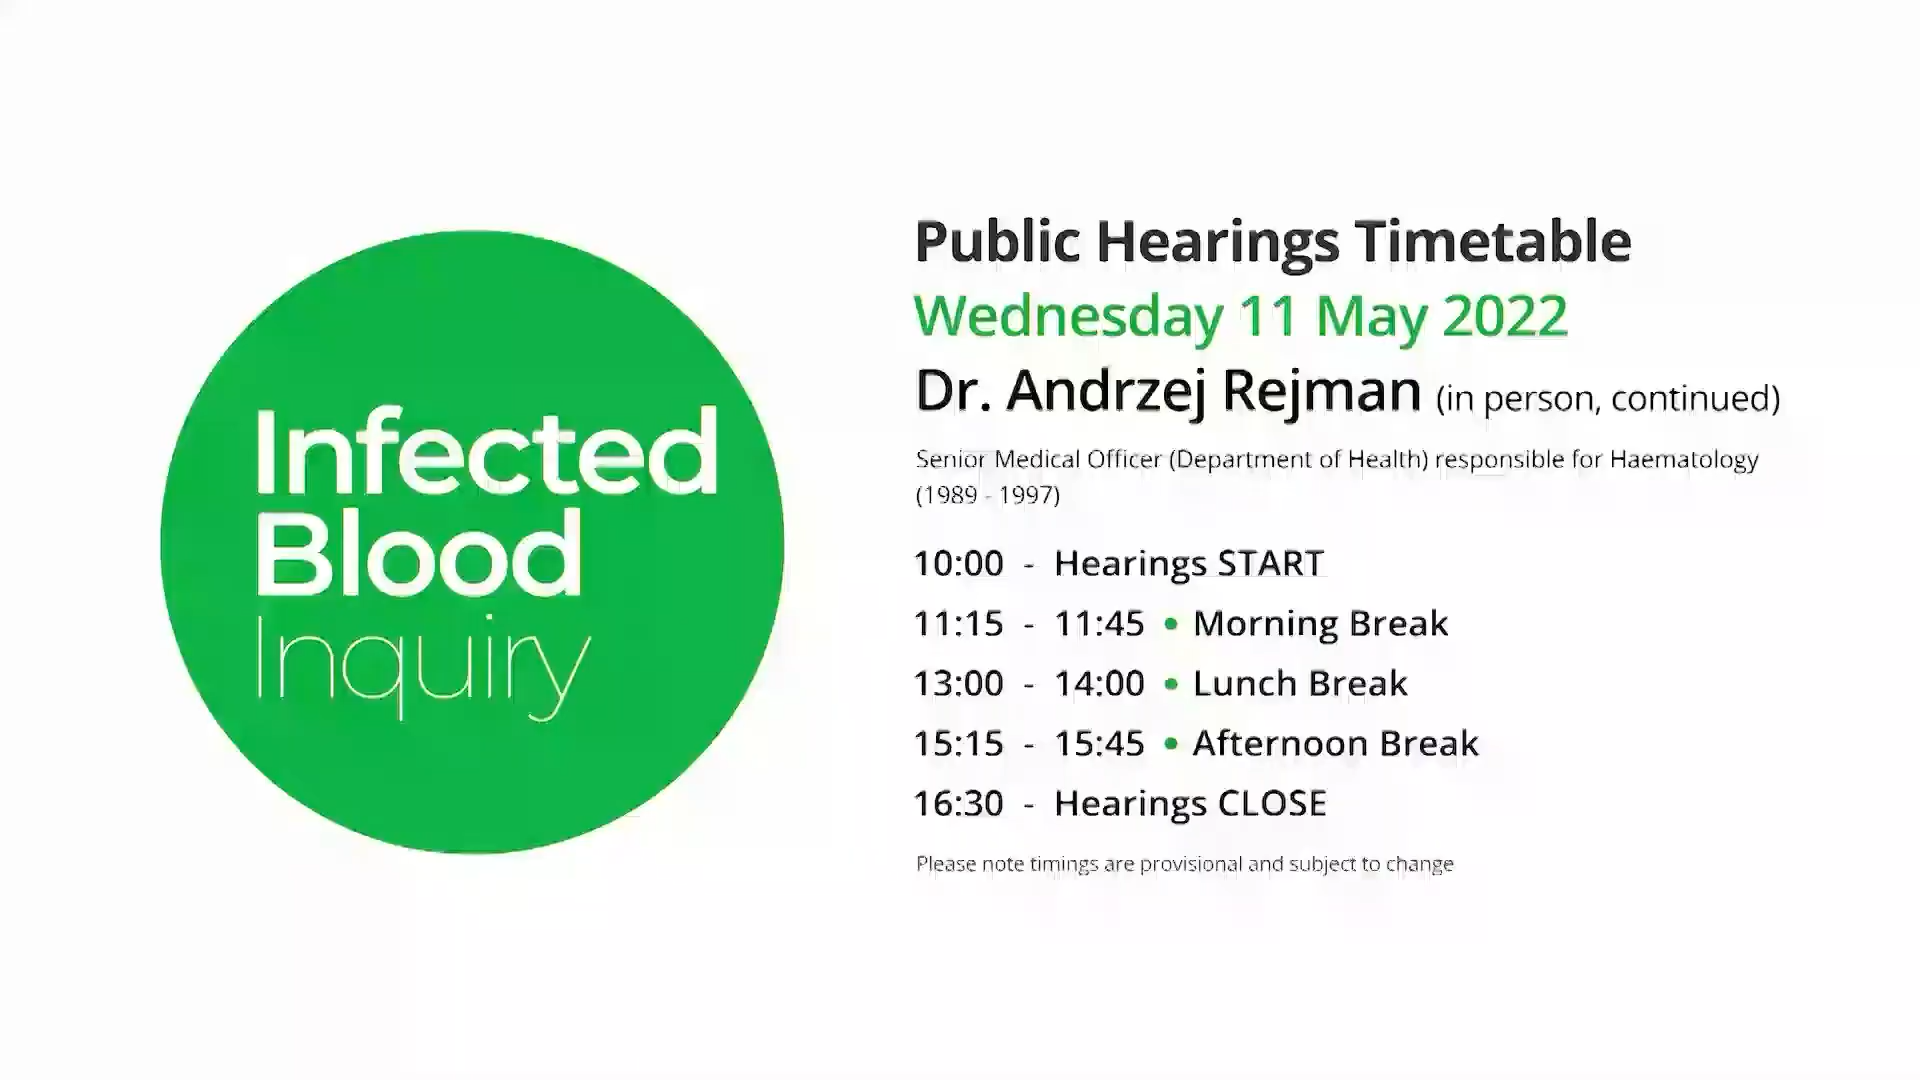 Infected
Blood
Inquiry
Public Hearings Timetable
Wednesday 11 May 2022
Dr. Andrzej Rejman (in person, continued)
Senior Medical Officer (Department of Health) responsible for Haematology
(1989 - 1997)
10:00 - Hearings START
11:15 - 11:45 • Morning Break
13:00 - 14:00 • Lunch Break
15:15 - 15:45 • Afternoon Break
16:30 - Hearings CLOSE
Please note timings are provisional and subject to change